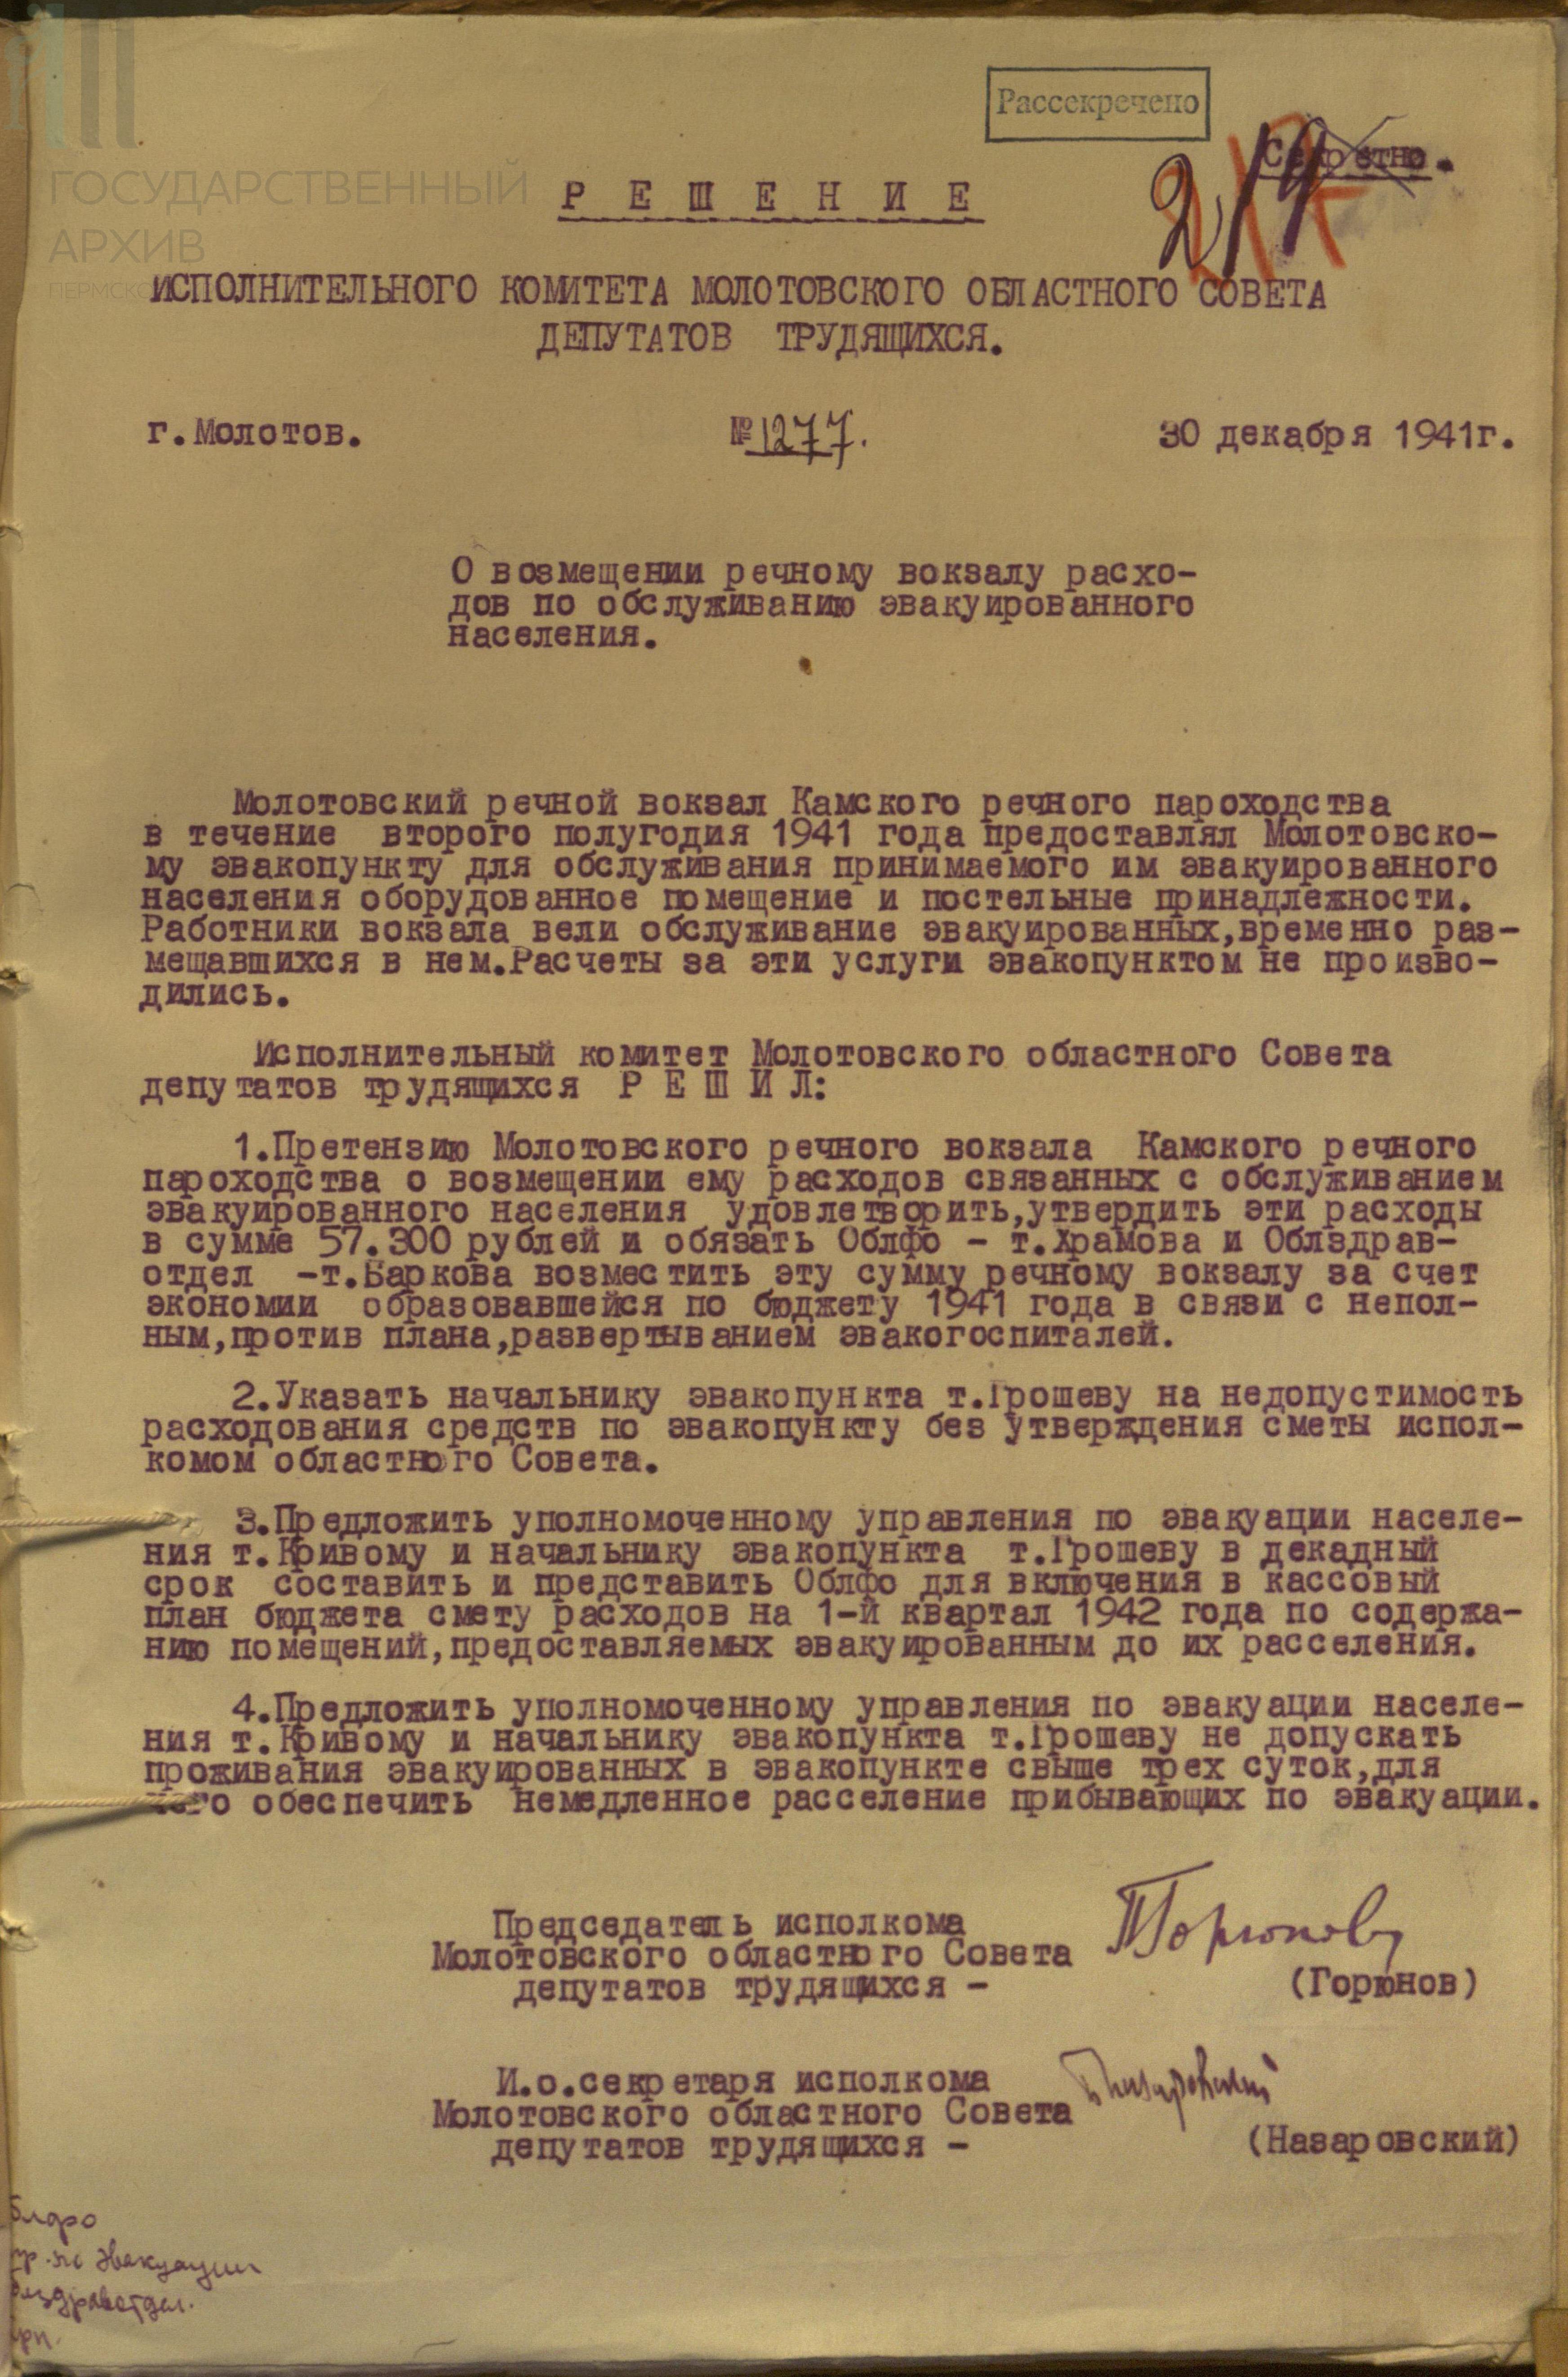 Рассекречено
Секретно.
ГОСУДАРСТВЕННЫЙ
АРХИВ
РЕШЕНИЕ
ИСПОЛНИТЕЛЬНОГО КОМИТЕТА МОЛОТОВСКОГО ОБЛАСТНОГО СОВЕТА
ДЕПУТАТОВ ТРУДЯЩИХСЯ.
г.Молотов. № 1277. 30 декабря 1941г.
О возмещении речному вокзалу расхо-
дов по обслуживанию эвакуированного
населения.
Молотовский речной вокзал Камского речного пароходства
в течение второго полугодия 1941 года предоставлял Молотовско-
му эвакопункту для обслуживания принимаемого им эвакуированного
населения оборудованное помещение и постельные принадлежности.
Работники вокзала вели обслуживание эвакуированных,временно раз-
мещавшихся в нем.Расчеты за эти услуги эвакопунктом не произво-
дились.
Исполнительный комитет Молотовского областного Совета
депутатов трудящихся Р Е Ш И Л:
1.Претензию Молотовского речного вокзала Камского речного
пароходства о возмещении ему расходов связанных с обслуживанием
эвакуированного населения удовлетворить,утвердить эти расходы
в сумме 57.300 рублей и обязать Облфо - т.Храмова и Облздрав-
отдел -т.Баркова возместить эту сумму речному вокзалу за счет
экономии образовавшейся по бюджету 1941 года в связи с непол-
ным,против плана,развертыванием эвакогоспиталей.
2.Указать начальнику эвакопункта т.Грошеву на недопустимость
расходования средств по эвакопункту без утверждения сметы испол-
комом областного Совета.
3.Предложить уполномоченному управления по эвакуации населе-
ния т.Кривому и начальнику эвакопункта т.Грошеву в декадный
срок составить и представить Облфо для включения в кассовый
план бюджета смету расходов на 1-й квартал 1942 года по содержа-
нию помещений,предоставляемых эвакуированным до их расселения.
4.Предложить уполномоченному управления по эвакуации населе-
ния т.Кривому и начальнику эвакопункта т.Грошеву не допускать
проживания эвакуированных в эвакопункте свыше трех суток,для
чего обеспечить немедленное расселение прибывающих по эвакуации.
Председатель исполкома
Молотовского областного Совета
депутатов трудящихся - (Горюнов)
И.о.секретаря исполкома
Молотовского областного Совета
депутатов трудящихся - (Назаровский)
по эвакуации